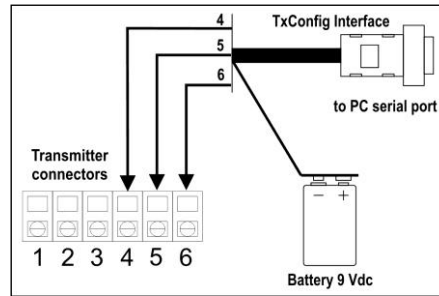 4
TxConfig Interface
5
6
to PC serial port
Transmitter
connectors
− +
1 2 3 4 5 6
Battery 9 Vdc